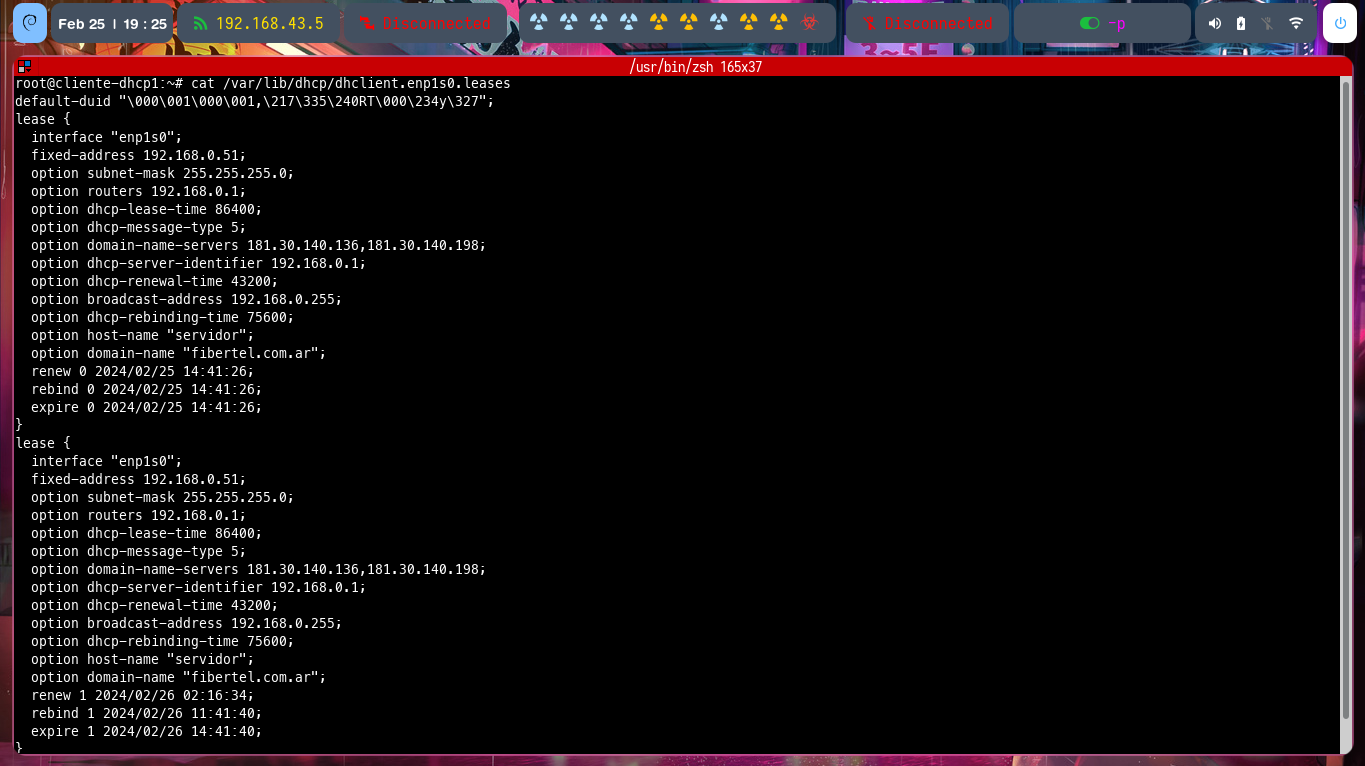 Feb 25 | 19 : 25
192.168.43.5
Disconnected
Disconnected
~p
3~5F
/usr/bin/zsh 165x37
root@cliente-dhcp1:~# cat /var/lib/dhcp/dhclient.enp1s0.leases
default-duid "\000\001\000\001,\217\335\240RT\000\234y\327";
lease {
  interface "enp1s0";
  fixed-address 192.168.0.51;
  option subnet-mask 255.255.255.0;
  option routers 192.168.0.1;
  option dhcp-lease-time 86400;
  option dhcp-message-type 5;
  option domain-name-servers 181.30.140.136,181.30.140.198;
  option dhcp-server-identifier 192.168.0.1;
  option dhcp-renewal-time 43200;
  option broadcast-address 192.168.0.255;
  option dhcp-rebinding-time 75600;
  option host-name "servidor";
  option domain-name "fibertel.com.ar";
  renew 0 2024/02/25 14:41:26;
  rebind 0 2024/02/25 14:41:26;
  expire 0 2024/02/25 14:41:26;
}
lease {
  interface "enp1s0";
  fixed-address 192.168.0.51;
  option subnet-mask 255.255.255.0;
  option routers 192.168.0.1;
  option dhcp-lease-time 86400;
  option dhcp-message-type 5;
  option domain-name-servers 181.30.140.136,181.30.140.198;
  option dhcp-server-identifier 192.168.0.1;
  option dhcp-renewal-time 43200;
  option broadcast-address 192.168.0.255;
  option dhcp-rebinding-time 75600;
  option host-name "servidor";
  option domain-name "fibertel.com.ar";
  renew 1 2024/02/26 02:16:34;
  rebind 1 2024/02/26 11:41:40;
  expire 1 2024/02/26 14:41:40;
}